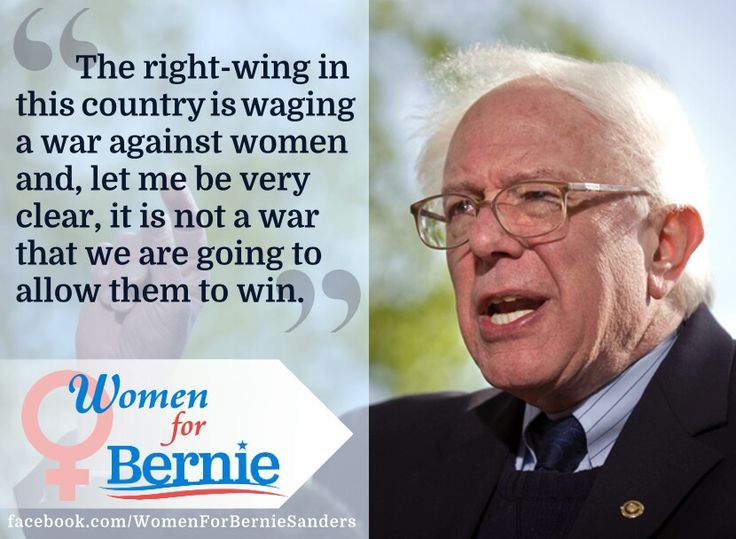 “ The right-wing in
this country is waging
a war against women
and, let me be very
clear, it is not a war
that we are going to
allow them to win. ”
Women
for
Bernie
facebook.com/WomenForBernieSanders